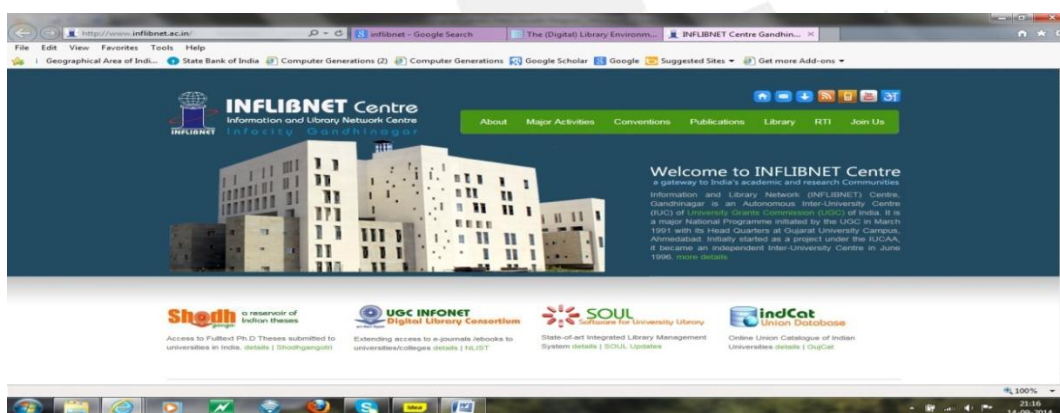 http://www.inflibnet.ac.in/
inflibnet - Google Search
The (Digital) Library Environm...
INFLIBNET Centre Gandhin...
File Edit View Favorites Tools Help
Geographical Area of Indi... State Bank of India Computer Generations (2) Computer Generations Google Scholar Google Suggested Sites Get more Add-ons
INFLIBNET Centre
Information and Library Network Centre
Infocity Gandhinagar
INFLIBNET
अ
About Major Activities Conventions Publications Library RTI Join Us
Welcome to INFLIBNET Centre
a gateway to India's academic and research Communities
Information and Library Network (INFLIBNET) Centre,
Gandhinagar is an Autonomous Inter-University Centre
(IUC) of University Grants Commission (UGC) of India. It is
a major National Programme initiated by the UGC in March
1991 with its Head Quarters at Gujarat University Campus,
Ahmedabad. Initially started as a project under the IUCAA,
it became an independent Inter-University Centre in June
1996. more details
Shodh
ganga
a reservoir of
Indian theses
Access to Fulltext Ph.D Theses submitted to
universities in India. details | Shodhgangotri
UGC INFONET
Digital Library Consortium
Extending access to e-journals /ebooks to
universities/colleges details | NLIST
SOUL
Software for University Library
State-of-art Integrated Library Management
System details | SOUL Updates
indCat
Union Database
Online Union Catalogue of Indian
Universities details | GujCat
100%
21:16
14-09-2014